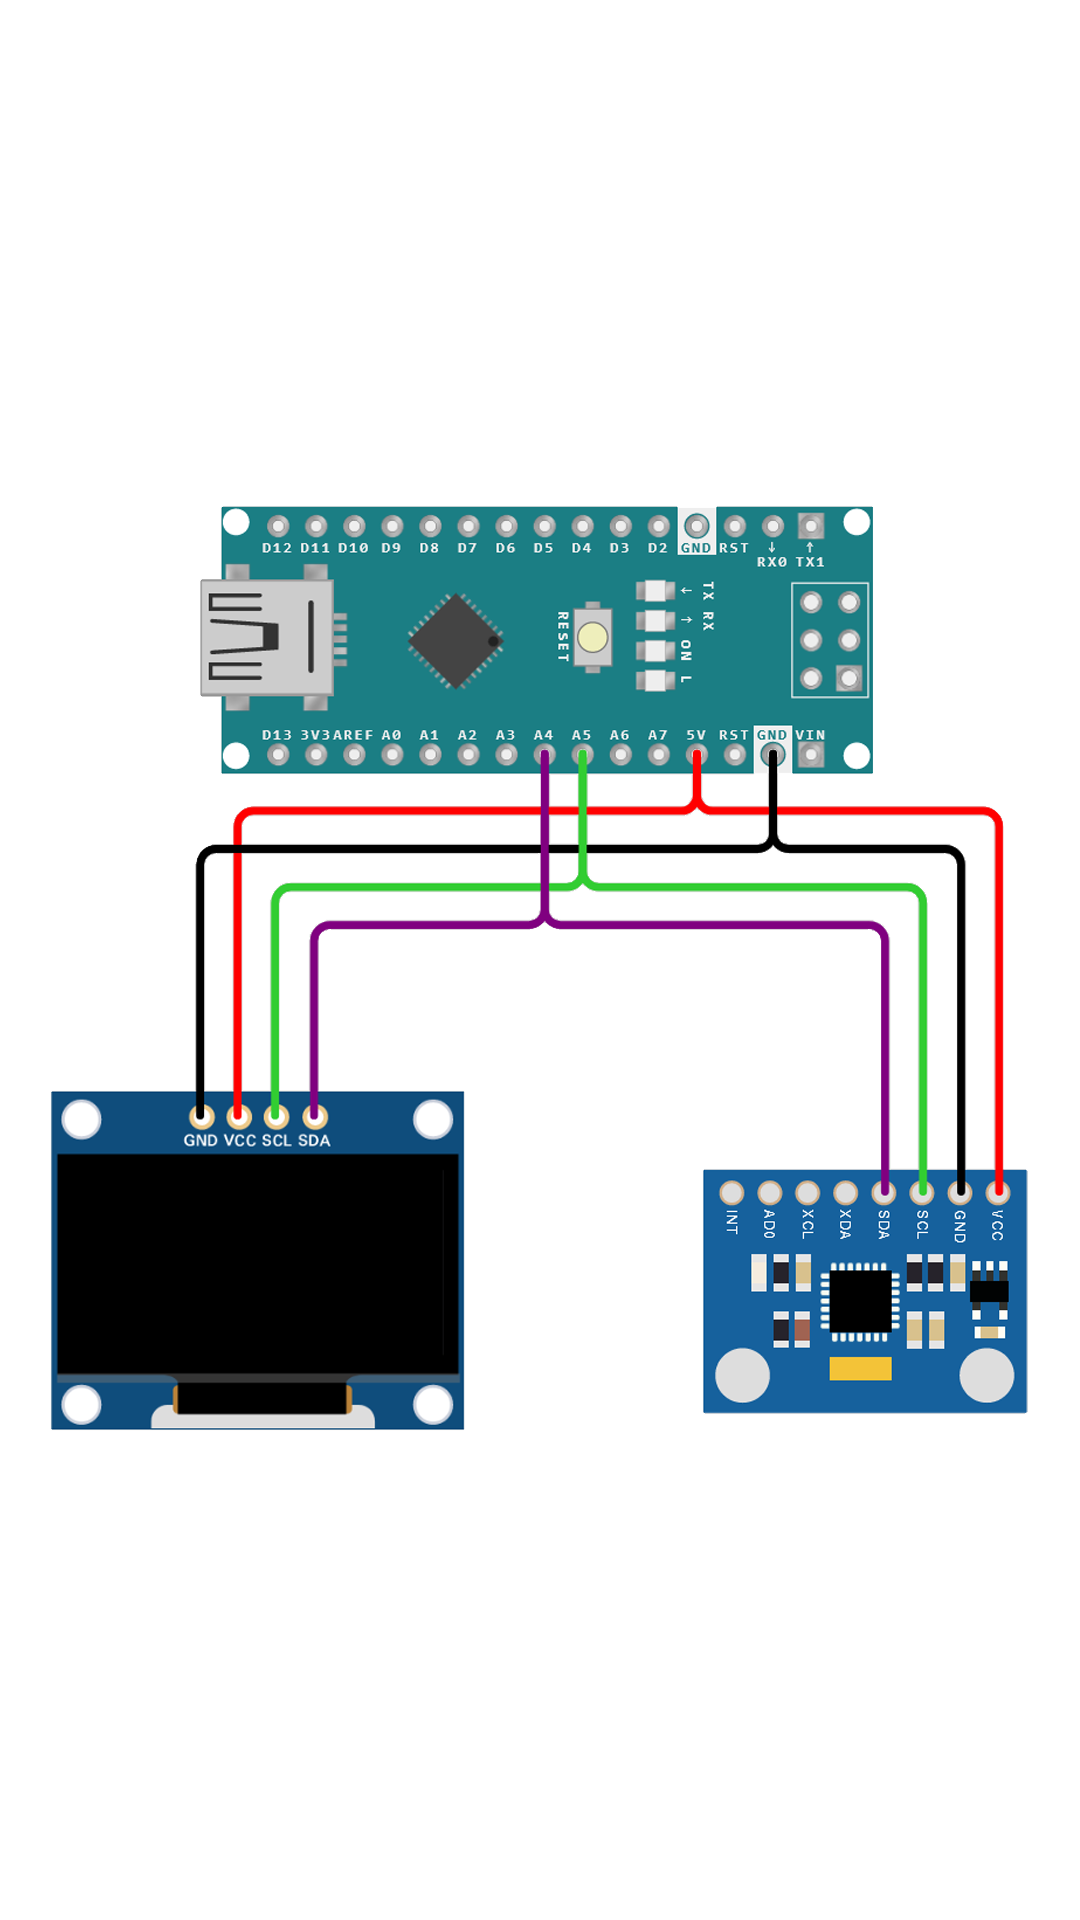 D12 D11 D10 D9 D8 D7 D6 D5 D4 D3 D2 GND RST ↓ ↑
RX0 TX1
RESET
← TX
→ RX
ON
L
D13 3V3 AREF A0 A1 A2 A3 A4 A5 A6 A7 5V RST GND VIN
GND VCC SCL SDA
INT AD0 XCL XDA SDA SCL GND VCC